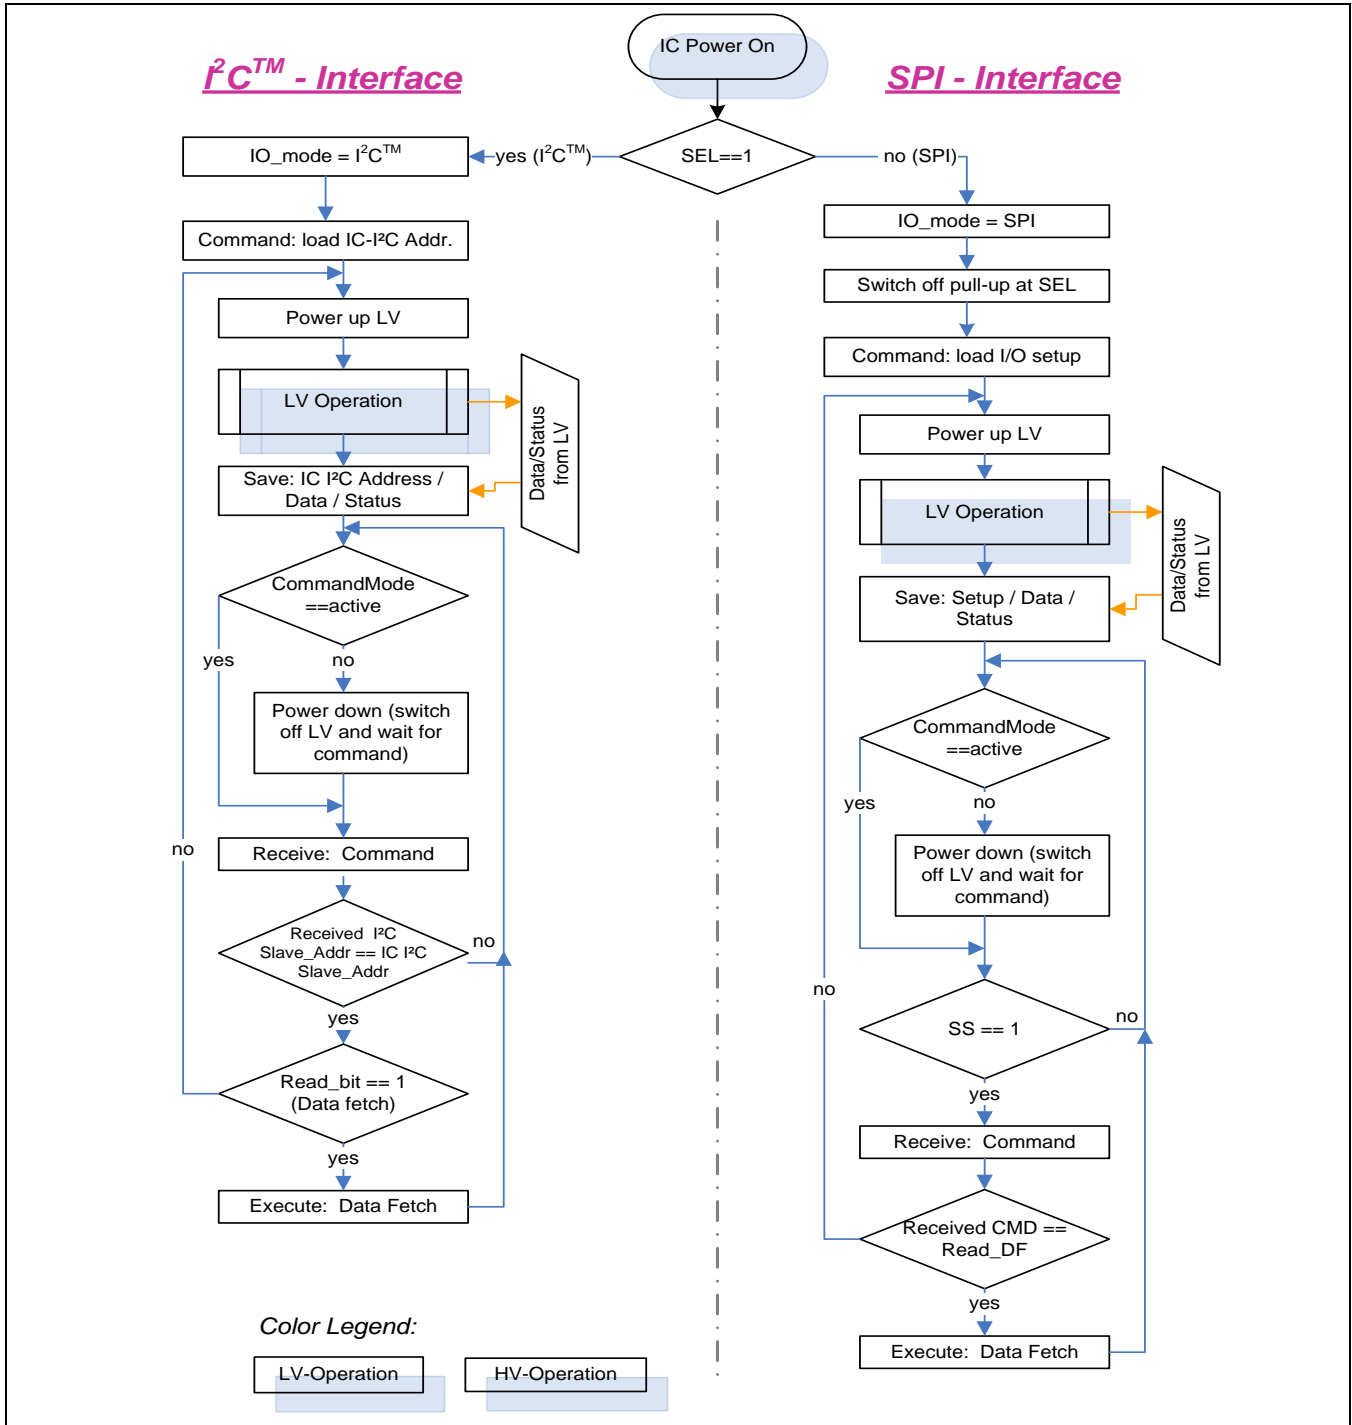 IC Power On
I²C™ - Interface
SPI - Interface
SEL==1
yes (I²C™)
no (SPI)
IO_mode = I²C™
Command: load IC-I²C Addr.
Power up LV
LV Operation
Data/Status
from LV
Save: IC I²C Address /
Data / Status
CommandMode
==active
yes
no
Power down (switch
off LV and wait for
command)
no
Receive:  Command
Received  I²C
Slave_Addr == IC I²C
Slave_Addr
no
yes
Read_bit == 1
(Data fetch)
yes
Execute:  Data Fetch
IO_mode = SPI
Switch off pull-up at SEL
Command: load I/O setup
Power up LV
LV Operation
Data/Status
from LV
Save: Setup / Data /
Status
CommandMode
==active
yes
no
Power down (switch
off LV and wait for
command)
no
SS == 1
no
yes
Receive:  Command
Received CMD ==
Read_DF
yes
Execute:  Data Fetch
Color Legend:
LV-Operation
HV-Operation